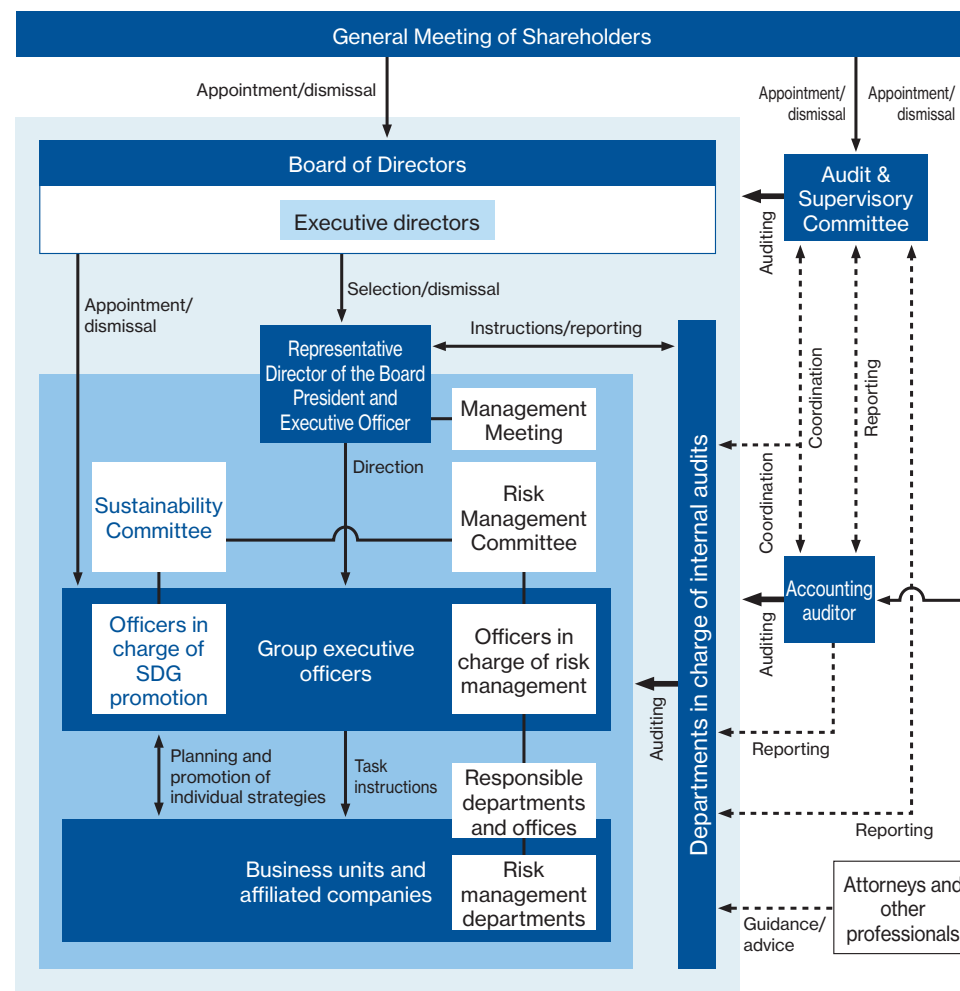 General Meeting of Shareholders
Appointment/dismissal
Appointment/
dismissal
Appointment/
dismissal
Board of Directors
Executive directors
Audit &
Supervisory
Committee
Auditing
Appointment/
dismissal
Selection/dismissal
Instructions/reporting
Representative
Director of the Board
President and
Executive Officer
Management
Meeting
Direction
Sustainability
Committee
Risk
Management
Committee
Departments in charge of internal audits
Coordination
Reporting
Coordination
Accounting
auditor
Auditing
Officers in
charge of
SDG
promotion
Group executive
officers
Officers in
charge of risk
management
Auditing
Reporting
Planning and
promotion of
individual strategies
Task
instructions
Responsible
departments
and offices
Reporting
Business units and
affiliated companies
Risk
management
departments
Guidance/
advice
Attorneys and
other
professionals